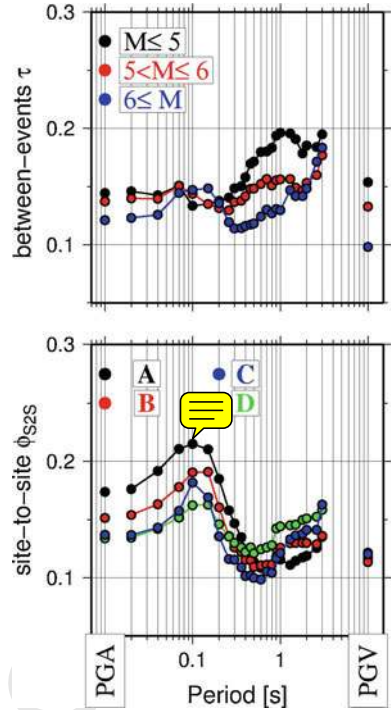 0.3
M≤ 5
5<M≤ 6
6≤ M
0.2
0.1
between−events τ
0.3
A
C
B
D
0.2
0.1
site−to−site ϕS2S
PGA
0.1
1
PGV
Period [s]